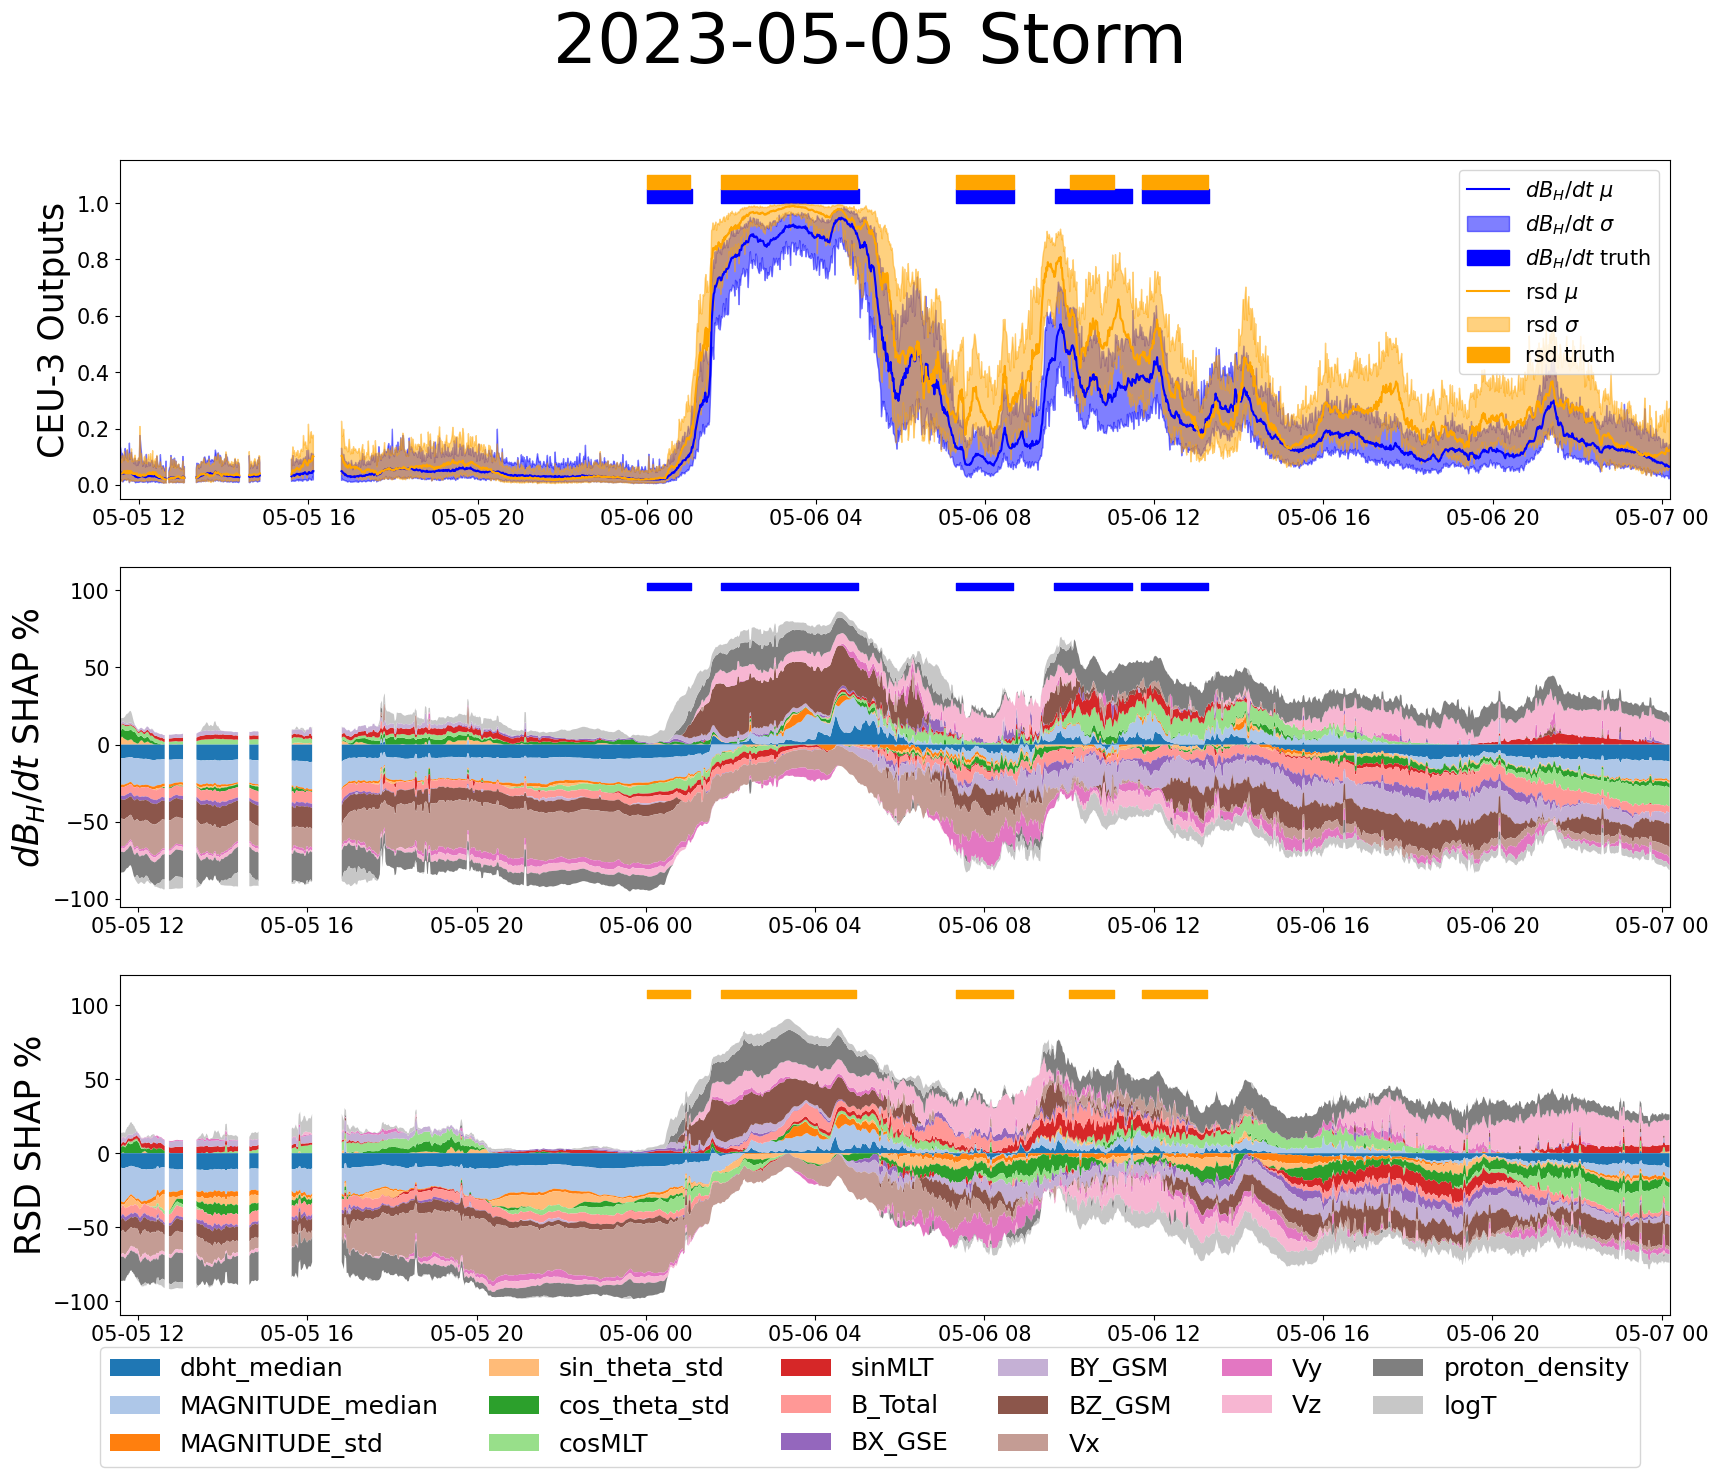 2023-05-05 Storm
CEU-3 Outputs
1.0
0.8
0.6
0.4
0.2
0.0
dB_H/dt μ
dB_H/dt σ
dB_H/dt truth
rsd μ
rsd σ
rsd truth
05-05 12 05-05 16 05-05 20 05-06 00 05-06 04 05-06 08 05-06 12 05-06 16 05-06 20 05-07 00
dB_H/dt SHAP %
100
50
0
−50
−100
05-05 12 05-05 16 05-05 20 05-06 00 05-06 04 05-06 08 05-06 12 05-06 16 05-06 20 05-07 00
RSD SHAP %
100
50
0
−50
−100
05-05 12 05-05 16 05-05 20 05-06 00 05-06 04 05-06 08 05-06 12 05-06 16 05-06 20 05-07 00
dbht_median sin_theta_std sinMLT BY_GSM Vy proton_density
MAGNITUDE_median cos_theta_std B_Total BZ_GSM Vz logT
MAGNITUDE_std cosMLT BX_GSE Vx